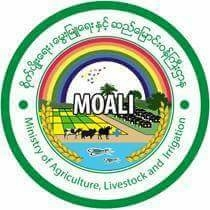 စိုက်ပျိုးရေး၊ မွေးမြူရေးနှင့် ဆည်မြောင်းဝန်ကြီးဌာန
MOALI
Ministry of Agriculture, Livestock and Irrigation